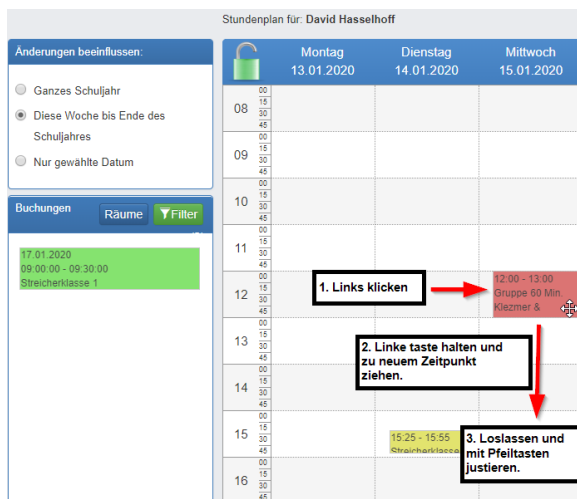 Stundenplan für: David Hasselhoff
Änderungen beeinflussen:
Ganzes Schuljahr
Diese Woche bis Ende des
Schuljahres
Nur gewählte Datum
Buchungen
Räume
Filter
17.01.2020
09:00:00 - 09:30:00
Streicherklasse 1
Montag
13.01.2020
Dienstag
14.01.2020
Mittwoch
15.01.2020
08
00
15
30
45
09
00
15
30
45
10
00
15
30
45
11
00
15
30
45
12
00
15
30
45
13
00
15
30
45
14
00
15
30
45
15
00
15
30
45
16
00
15
30
45
1. Links klicken
12:00 - 13:00
Gruppe 60 Min.
Klezmer &
2. Linke taste halten und
zu neuem Zeitpunkt
ziehen.
15:25 - 15:55
Streicherklasse
3. Loslassen und
mit Pfeiltasten
justieren.